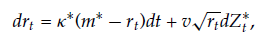 dr_t = κ*(m* − r_t)dt + v√r_t dZ_t*,